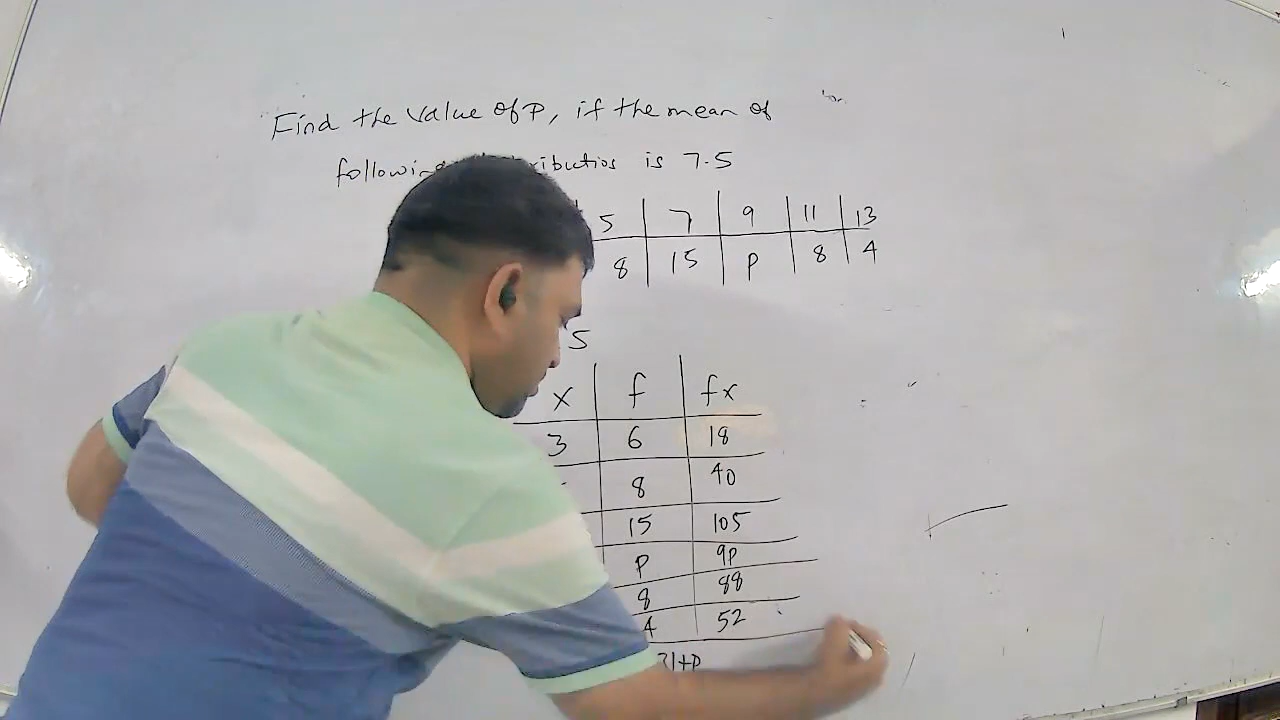 Find the value of P, if the mean of
is 7.5
5 7 9 11 13
8 15 P 8 4
5
x f fx
3 6 18
8 40
15 105
P 9P
8 88
4 52
+P